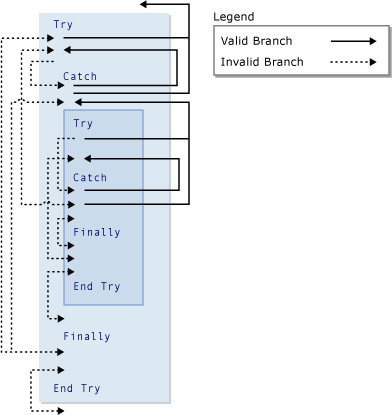 Legend
Valid Branch
Invalid Branch
Try
Catch
Try
Catch
Finally
End Try
Finally
End Try